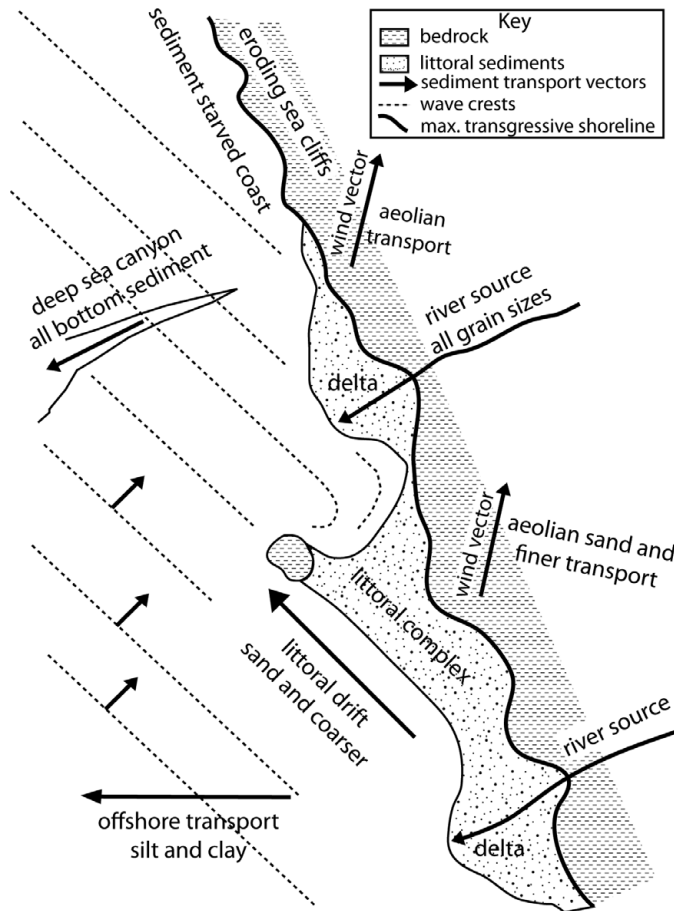 Key
bedrock
littoral sediments
sediment transport vectors
wave crests
max. transgressive shoreline
sediment starved coast
eroding sea cliffs
wind vector
aeolian
transport
deep sea canyon
all bottom sediment
river source
all grain sizes
delta
wind vector
aeolian sand and
finer transport
littoral complex
littoral drift
sand and coarser
river source
offshore transport
silt and clay
delta